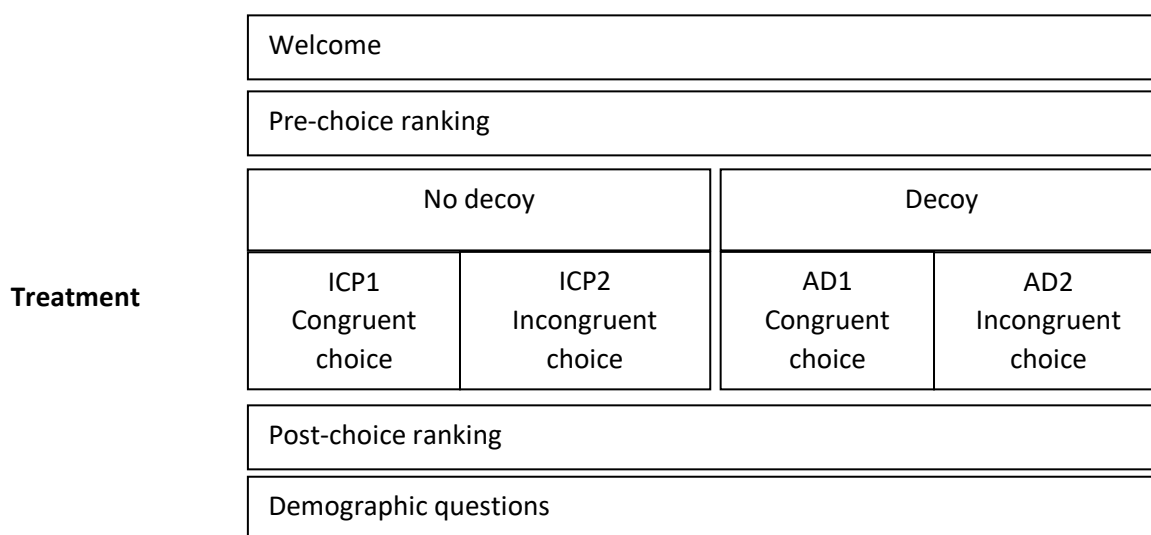 Welcome
Pre-choice ranking
No decoy
Decoy
Treatment
ICP1
Congruent
choice
ICP2
Incongruent
choice
AD1
Congruent
choice
AD2
Incongruent
choice
Post-choice ranking
Demographic questions